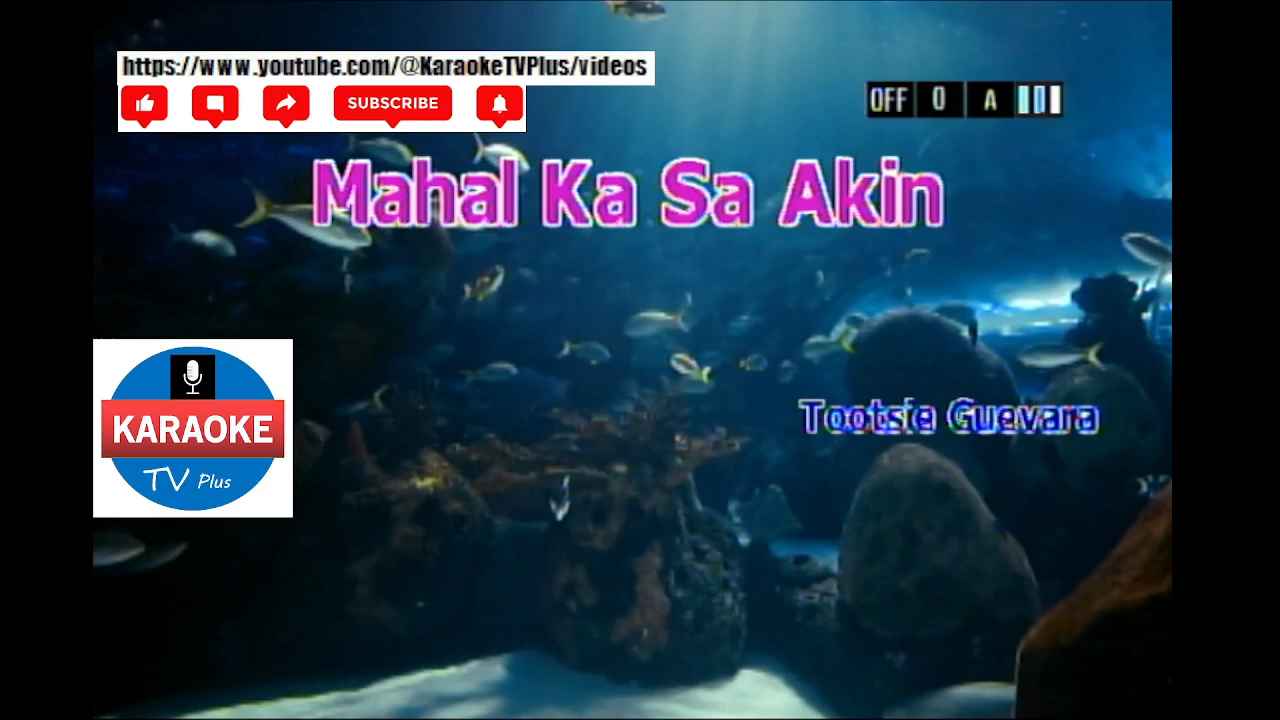 https://www.youtube.com/@KaraokeTVPlus/videos
SUBSCRIBE
OFF 0 A
Mahal Ka Sa Akin
Tootsie Guevara
KARAOKE
TV Plus